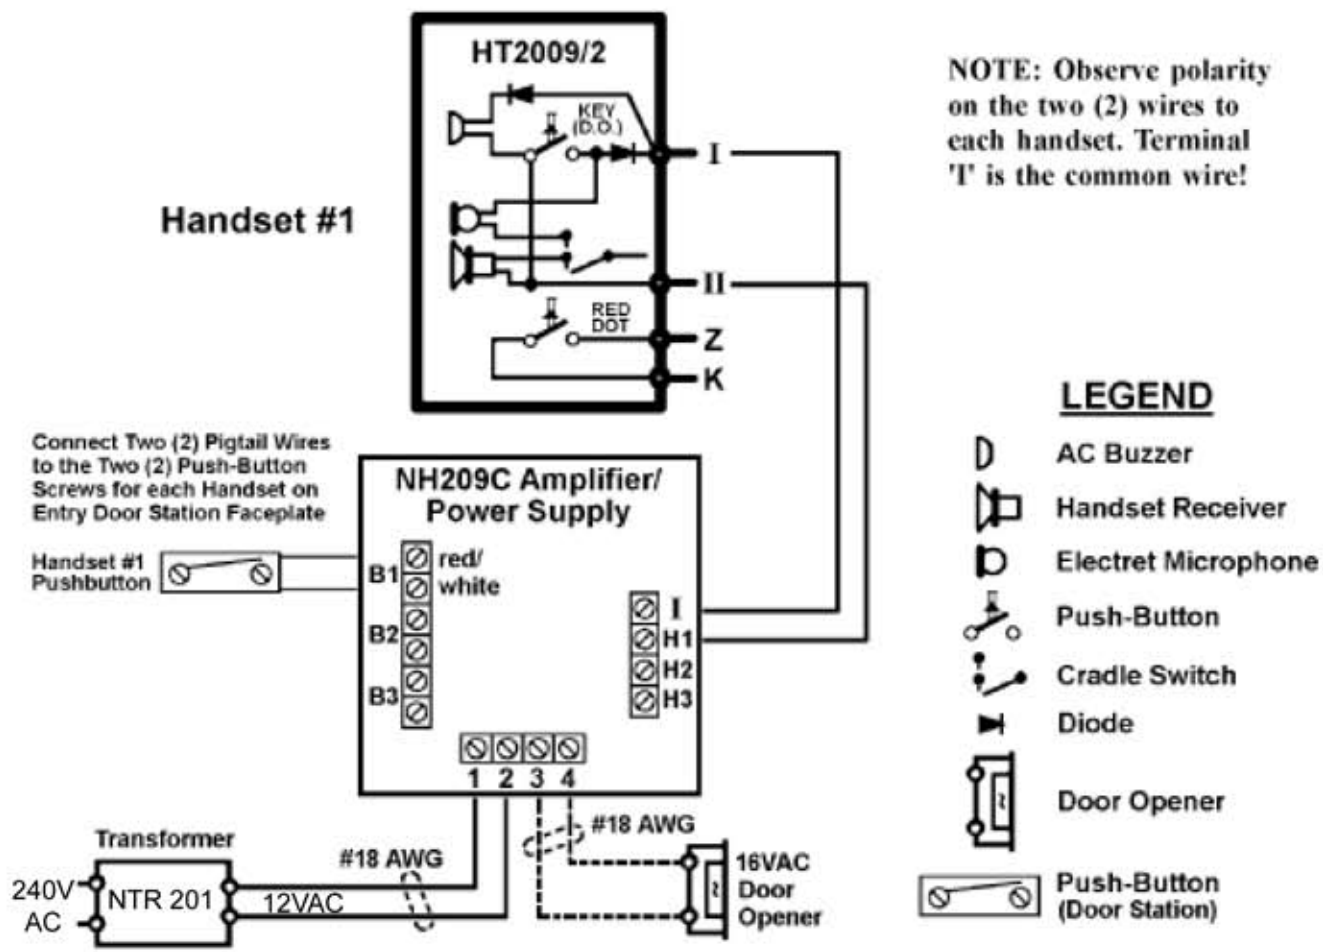 HT2009/2
KEY
(D.O.)
I
II
RED
DOT
Z
K
Handset #1
NOTE: Observe polarity
on the two (2) wires to
each handset. Terminal
'I' is the common wire!
Connect Two (2) Pigtail Wires
to the Two (2) Push-Button
Screws for each Handset on
Entry Door Station Faceplate
Handset #1
Pushbutton
NH209C Amplifier/
Power Supply
B1
red/
white
B2
B3
I
H1
H2
H3
1 2 3 4
#18 AWG
Transformer
240V
AC
NTR 201
#18 AWG
12VAC
16VAC
Door
Opener
~
LEGEND
AC Buzzer
Handset Receiver
Electret Microphone
Push-Button
Cradle Switch
Diode
~
Door Opener
Push-Button
(Door Station)